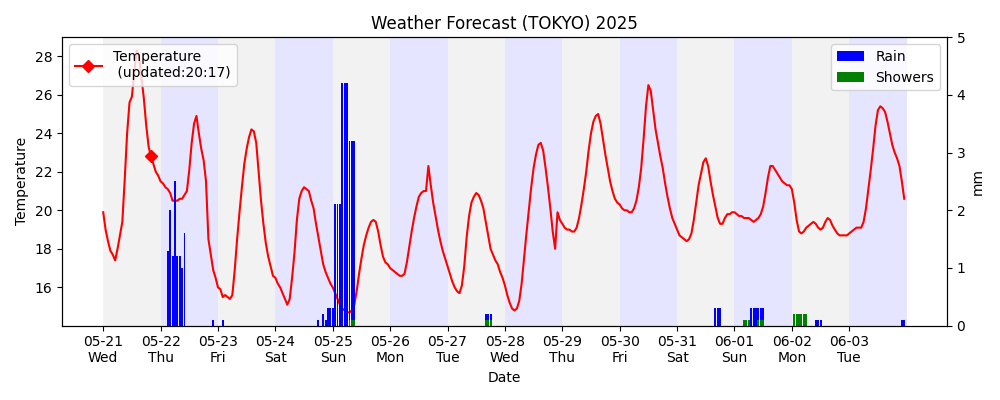 Weather Forecast (TOKYO) 2025
Temperature
(updated:20:17)
Rain
Showers
Temperature
28
26
24
22
20
18
16
5
4
3
2
1
0
mm
05-21 05-22 05-23 05-24 05-25 05-26 05-27 05-28 05-29 05-30 05-31 06-01 06-02 06-03
Wed Thu Fri Sat Sun Mon Tue Wed Thu Fri Sat Sun Mon Tue
Date